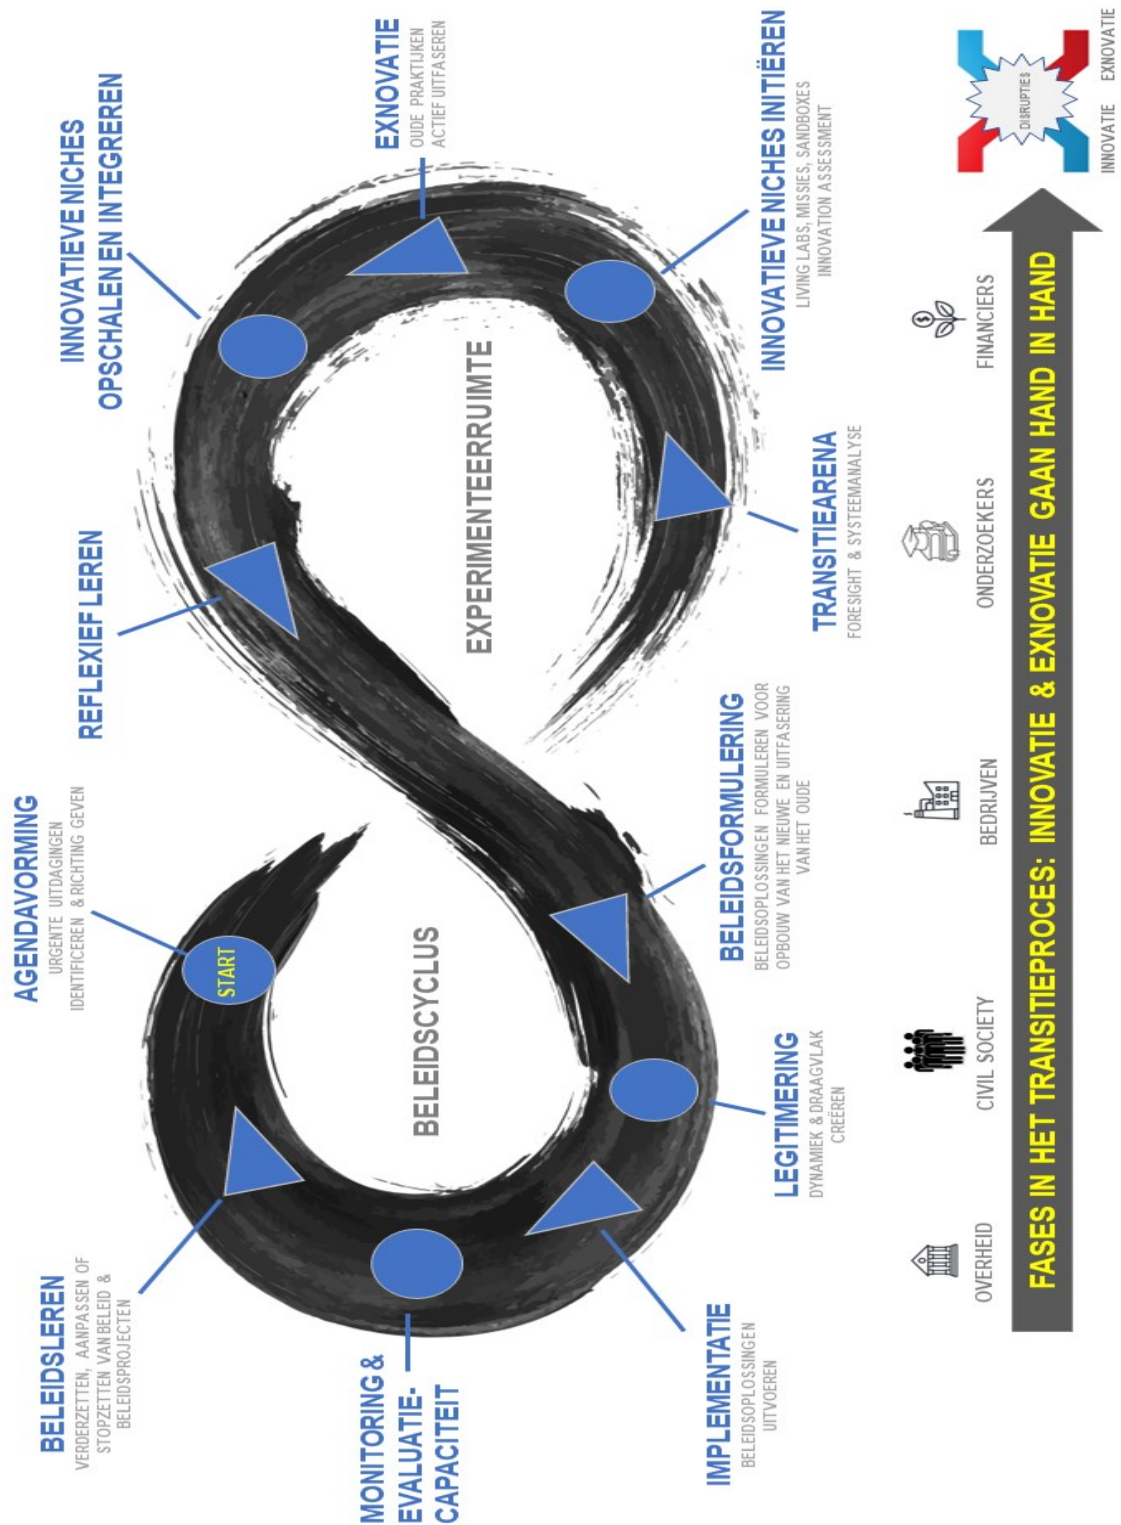 AGENDAVORMING
URGENTE UITDAGINGEN
IDENTIFICEREN & RICHTING GEVEN
START
BELEIDSLEREN
VERDERZETTEN, AANPASSEN OF
STOPZETTEN VAN BELEID &
BELEIDSPROJECTEN
MONITORING &
EVALUATIE-
CAPACITEIT
IMPLEMENTATIE
BELEIDSOPLOSSINGEN
UITVOEREN
LEGITIMERING
DYNAMIEK & DRAAGVLAK
CREËREN
BELEIDSFORMULERING
BELEIDSOPLOSSINGEN FORMULEREN VOOR
OPBOUW VAN HET NIEUWE EN UITFASERING
VAN HET OUDE
BELEIDSCYCLUS
REFLEXIEF LEREN
INNOVATIEVE NICHES
OPSCHALEN EN INTEGREREN
EXNOVATIE
OUDE PRAKTIJKEN
ACTIEF UITFASEREN
INNOVATIEVE NICHES INITIËREN
LIVING LABS, MISSIES, SANDBOXES
INNOVATION ASSESSMENT
TRANSITIEARENA
FORESIGHT & SYSTEEMANALYSE
EXPERIMENTEERRUIMTE
OVERHEID
CIVIL SOCIETY
BEDRIJVEN
ONDERZOEKERS
FINANCIERS
FASES IN HET TRANSITIEPROCES: INNOVATIE & EXNOVATIE GAAN HAND IN HAND
DISRUPTIES
INNOVATIE
EXNOVATIE